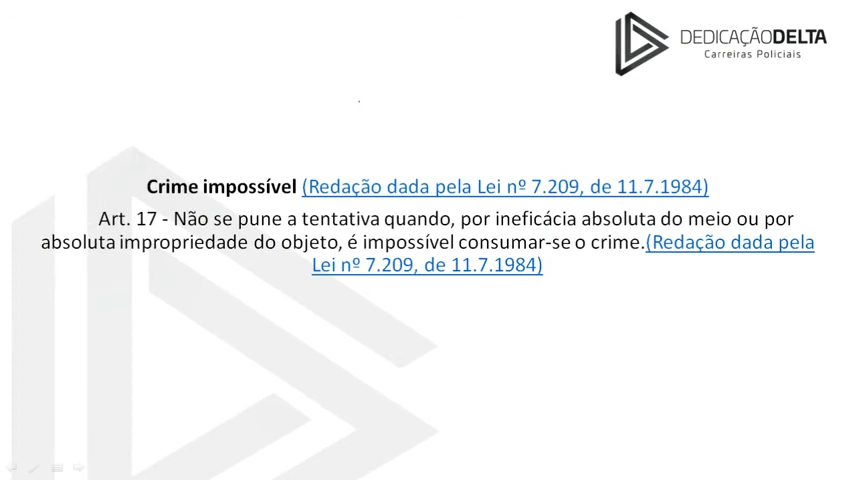 DEDICAÇÃODELTA
Carreiras Policiais
Crime impossível (Redação dada pela Lei nº 7.209, de 11.7.1984)
Art. 17 - Não se pune a tentativa quando, por ineficácia absoluta do meio ou por
absoluta impropriedade do objeto, é impossível consumar-se o crime.(Redação dada pela
Lei nº 7.209, de 11.7.1984)